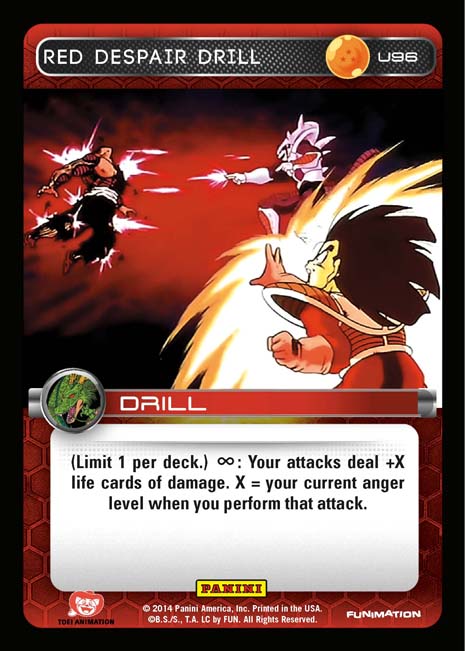 RED DESPAIR DRILL
U96
DRILL
(Limit 1 per deck.) ∞: Your attacks deal +X
life cards of damage. X = your current anger
level when you perform that attack.
PANINI
TOEI ANIMATION
© 2014 Panini America, Inc. Printed in the USA.
©B.S./S., T.A. LC by FUN. All Rights Reserved.
FUNIMATION